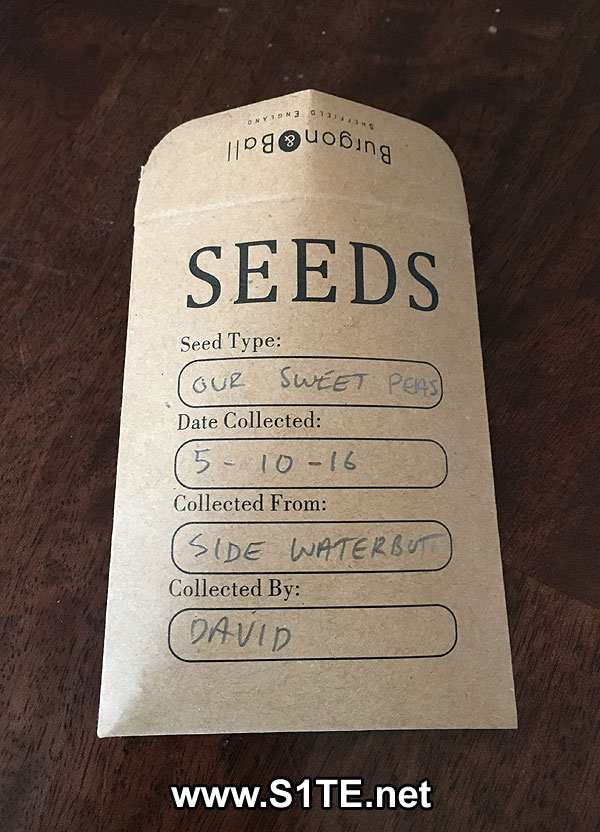 Burgon & Ball
SHEFFIELD ENGLAND
SEEDS
Seed Type:
OUR SWEET PEAS
Date Collected:
5-10-16
Collected From:
SIDE WATERBUTT
Collected By:
DAVID
www.S1TE.net